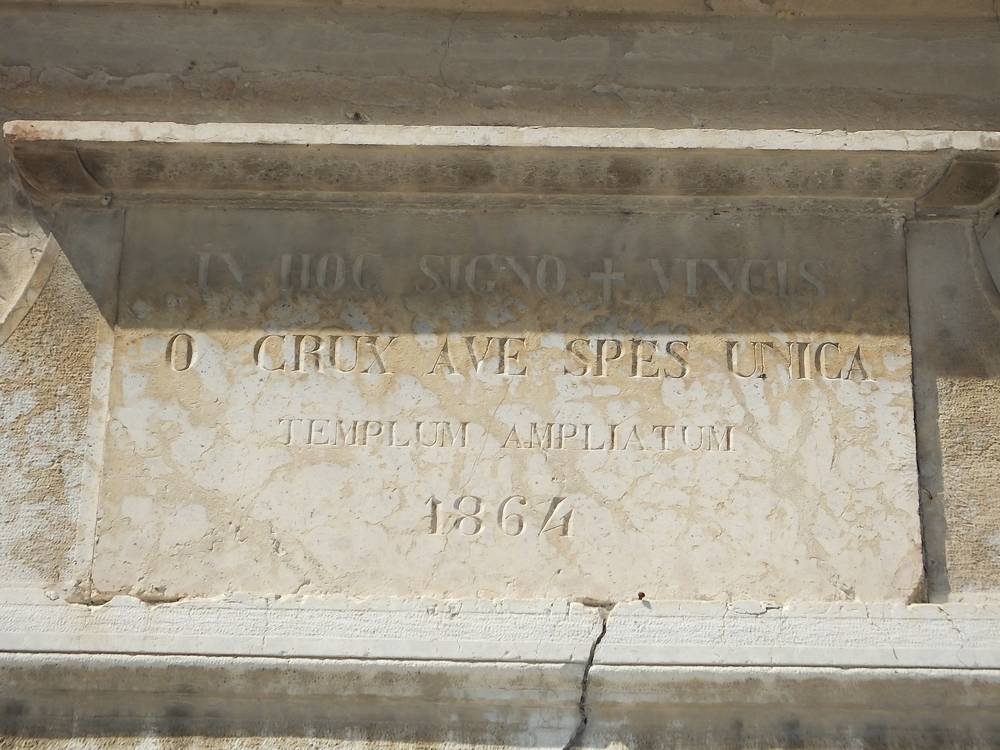 IN HOC SIGNO + VINCIS
O CRUX AVE SPES UNICA
TEMPLUM AMPLIATUM
1864